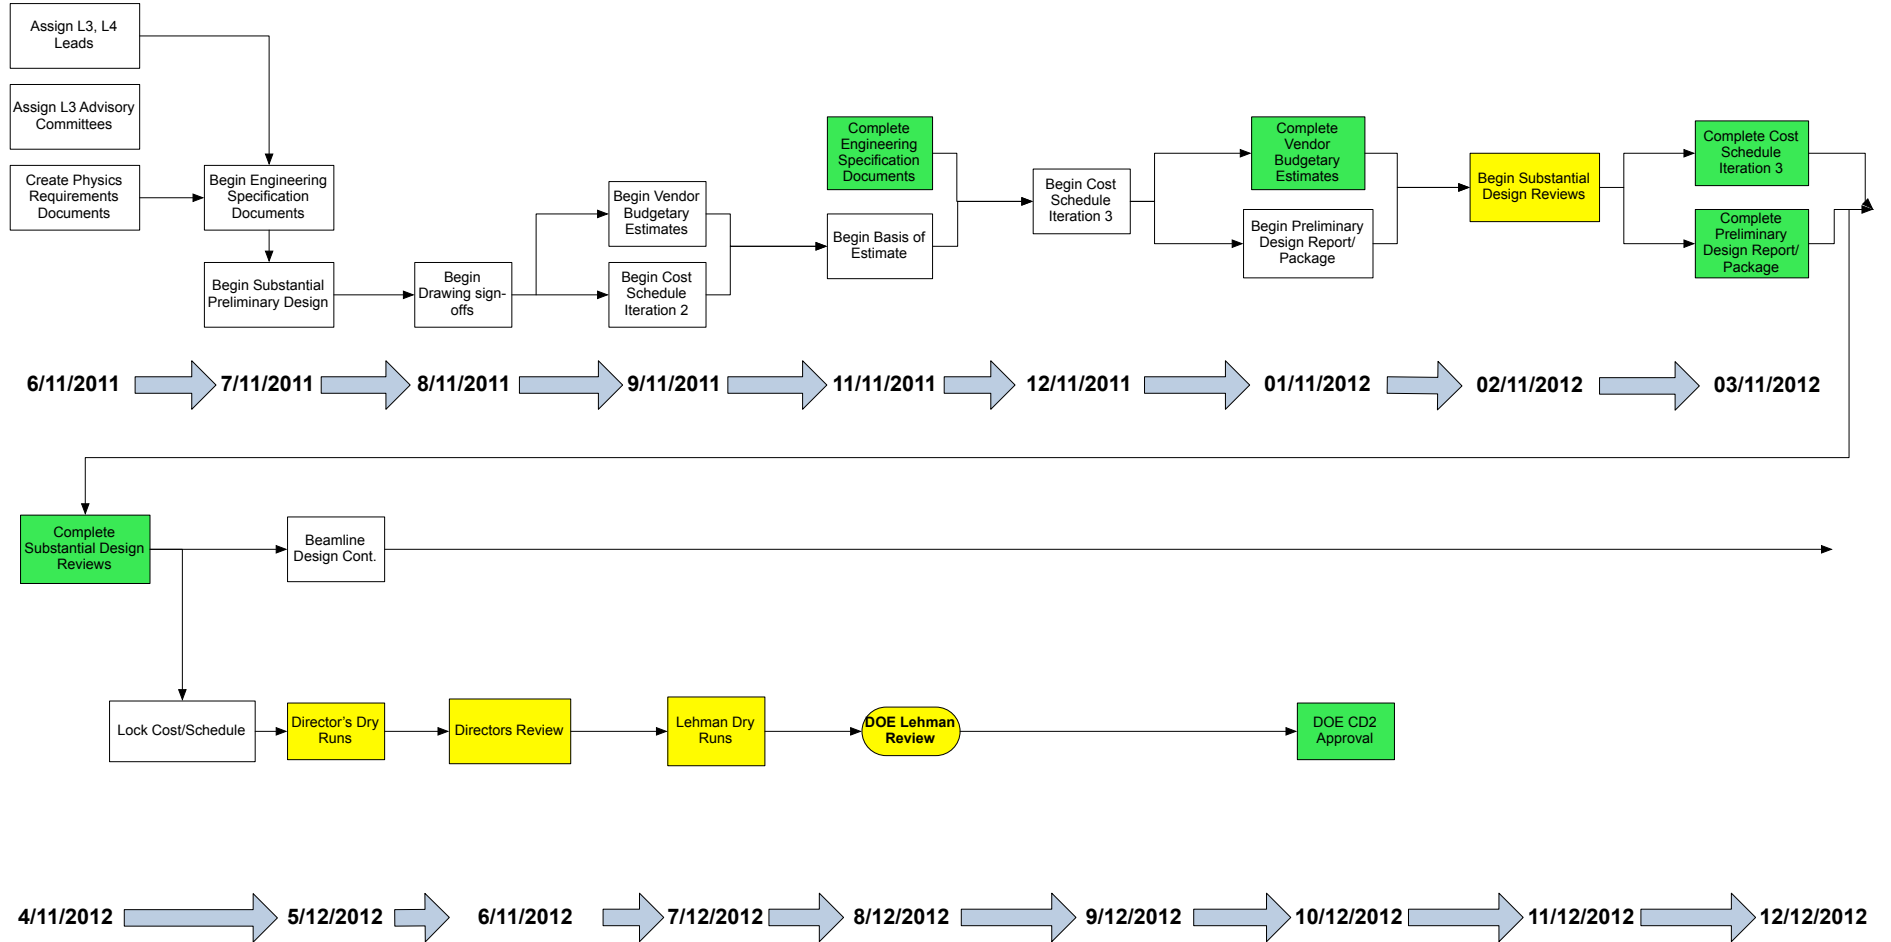 Assign L3, L4
Leads
Assign L3 Advisory
Committees
Create Physics
Requirements
Documents
Begin Engineering
Specification
Documents
Begin Substantial
Preliminary Design
Begin
Drawing sign-
offs
Begin Vendor
Budgetary
Estimates
Begin Cost
Schedule
Iteration 2
Complete
Engineering
Specification
Documents
Begin Basis of
Estimate
Begin Cost
Schedule
Iteration 3
Complete
Vendor
Budgetary
Estimates
Begin Preliminary
Design Report/
Package
Begin Substantial
Design Reviews
Complete Cost
Schedule
Iteration 3
Complete
Preliminary
Design Report/
Package
6/11/2011
7/11/2011
8/11/2011
9/11/2011
11/11/2011
12/11/2011
01/11/2012
02/11/2012
03/11/2012
Complete
Substantial Design
Reviews
Beamline
Design Cont.
Lock Cost/Schedule
Director's Dry
Runs
Directors Review
Lehman Dry
Runs
DOE Lehman
Review
DOE CD2
Approval
4/11/2012
5/12/2012
6/11/2012
7/12/2012
8/12/2012
9/12/2012
10/12/2012
11/12/2012
12/12/2012